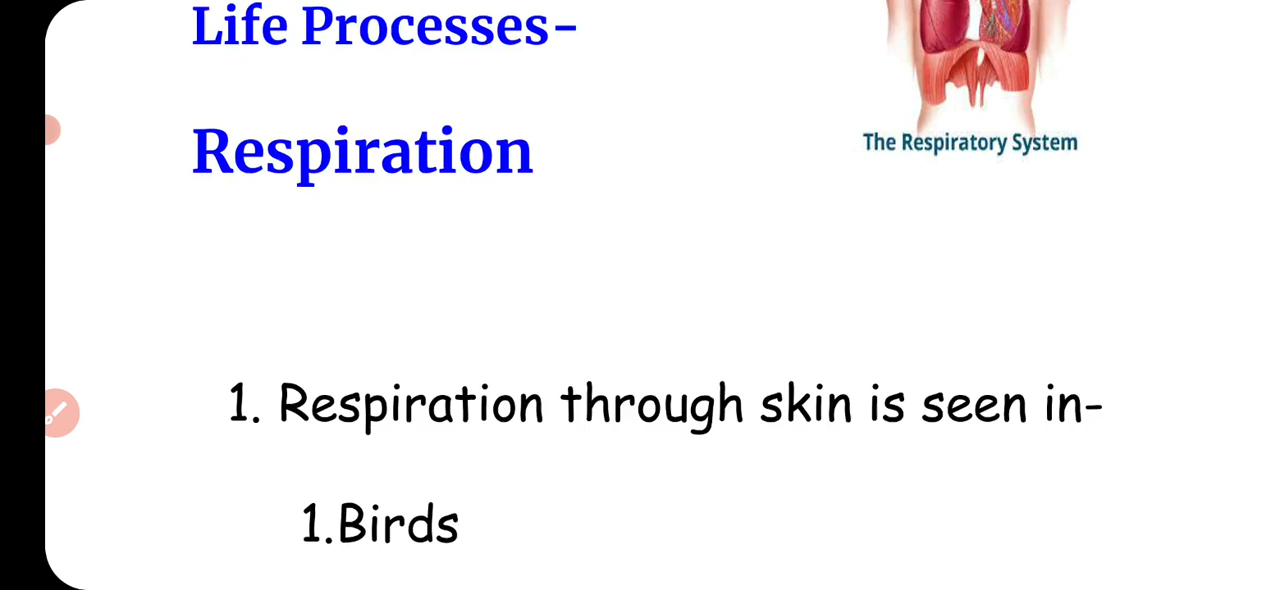 Life Processes-
Respiration
The Respiratory System
1. Respiration through skin is seen in-
1.Birds